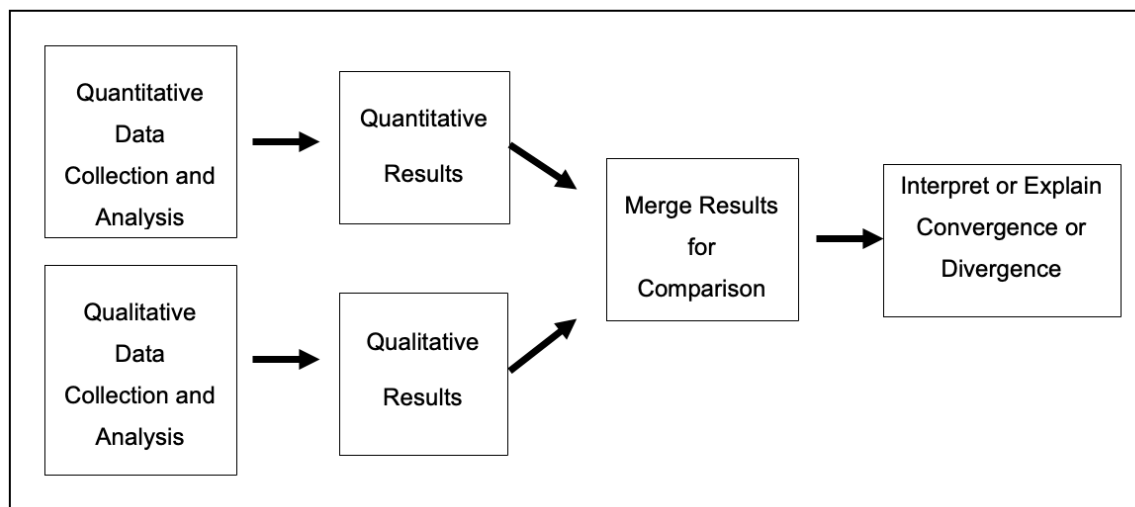 Quantitative
Data
Collection and
Analysis
Quantitative
Results
Qualitative
Data
Collection and
Analysis
Qualitative
Results
Merge Results
for
Comparison
Interpret or Explain
Convergence or
Divergence